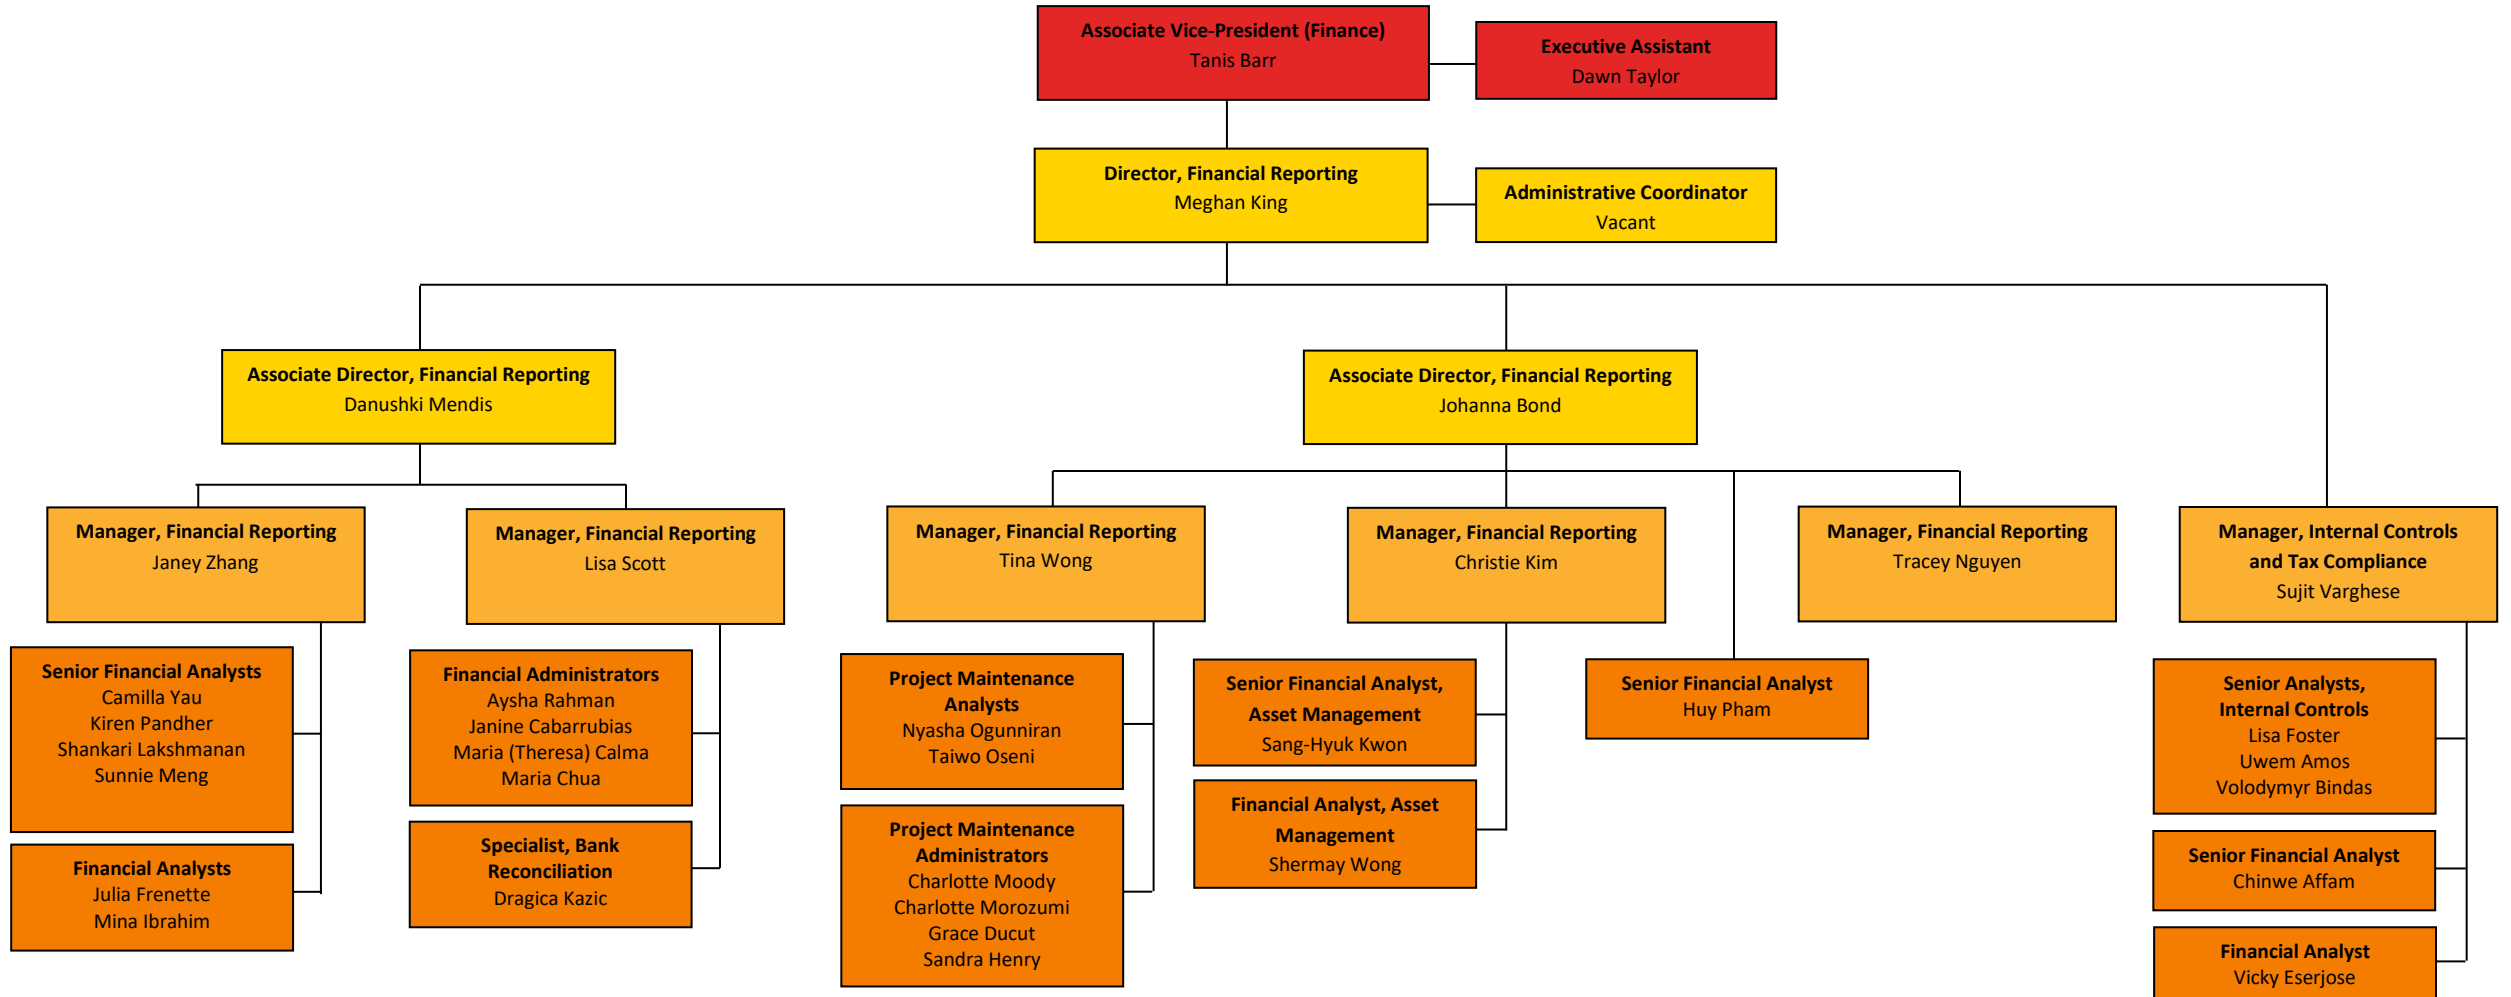 Associate Vice-President (Finance)
Tanis Barr
Executive Assistant
Dawn Taylor
Director, Financial Reporting
Meghan King
Administrative Coordinator
Vacant
Associate Director, Financial Reporting
Danushki Mendis
Associate Director, Financial Reporting
Johanna Bond
Manager, Financial Reporting
Janey Zhang
Manager, Financial Reporting
Lisa Scott
Manager, Financial Reporting
Tina Wong
Manager, Financial Reporting
Christie Kim
Manager, Financial Reporting
Tracey Nguyen
Manager, Internal Controls
and Tax Compliance
Sujit Varghese
Senior Financial Analysts
Camilla Yau
Kiren Pandher
Shankari Lakshmanan
Sunnie Meng
Financial Analysts
Julia Frenette
Mina Ibrahim
Financial Administrators
Aysha Rahman
Janine Cabarrubias
Maria (Theresa) Calma
Maria Chua
Specialist, Bank
Reconciliation
Dragica Kazic
Project Maintenance
Analysts
Nyasha Ogunniran
Taiwo Oseni
Project Maintenance
Administrators
Charlotte Moody
Charlotte Morozumi
Grace Ducut
Sandra Henry
Senior Financial Analyst,
Asset Management
Sang-Hyuk Kwon
Financial Analyst, Asset
Management
Shermay Wong
Senior Financial Analyst
Huy Pham
Senior Analysts,
Internal Controls
Lisa Foster
Uwem Amos
Volodymyr Bindas
Senior Financial Analyst
Chinwe Affam
Financial Analyst
Vicky Eserjose